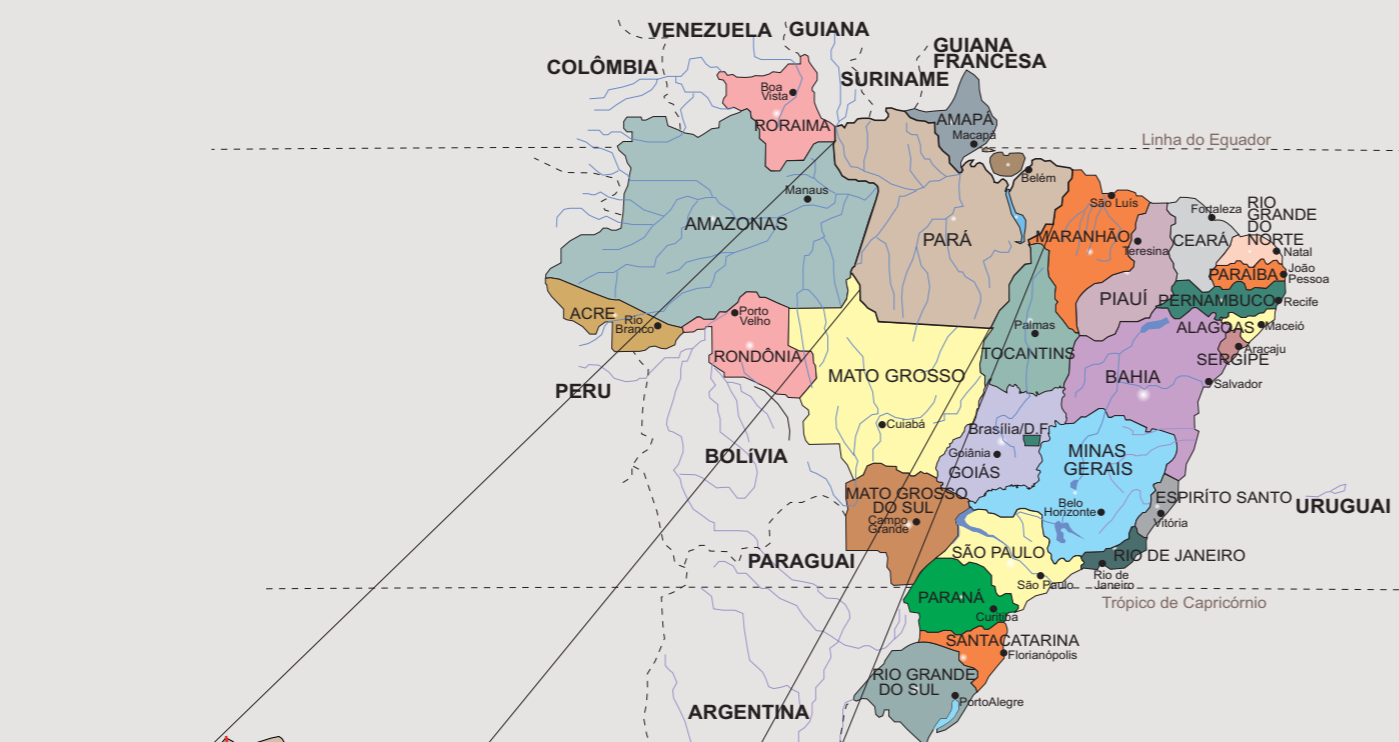 VENEZUELA
GUIANA
GUIANA
FRANCESA
COLÔMBIA
SURINAME
Boa
Vista
RORAIMA
AMAPÁ
Macapá
Linha do Equador
Belém
Manaus
AMAZONAS
PARÁ
São Luís
MARANHÃO
Teresina
Fortaleza
CEARÁ
RIO
GRANDE
DO
NORTE
Natal
PARAÍBA
João
Pessoa
PIAUÍ
PERNAMBUCO
Recife
ACRE
Rio
Branco
Porto
Velho
RONDÔNIA
Palmas
TOCANTINS
ALAGOAS
Maceió
Aracaju
SERGIPE
MATO GROSSO
BAHIA
Salvador
PERU
Cuiabá
Brasília/D.F.
Goiânia
GOIÁS
MINAS
GERAIS
BOLíVIA
MATO GROSSO
DO SUL
Campo
Grande
Belo
Horizonte
ESPIRÍTO SANTO
Vitória
URUGUAI
PARAGUAI
SÃO PAULO
São Paulo
RIO DE JANEIRO
Rio de
Janeiro
Trópico de Capricórnio
PARANÁ
Curitiba
SANTACATARINA
Florianópolis
RIO GRANDE
DO SUL
PortoAlegre
ARGENTINA